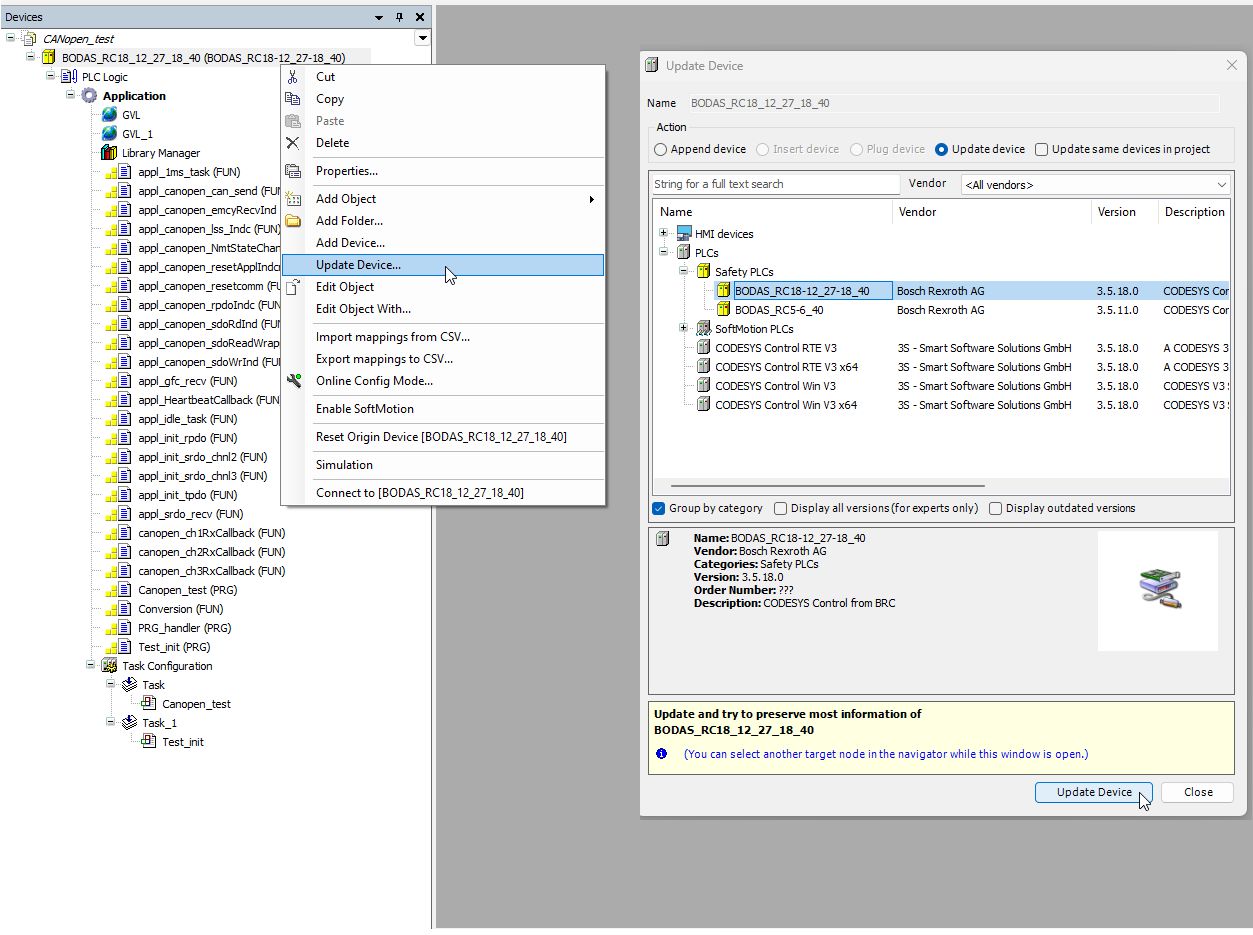 Devices
CANopen_test
BODAS_RC18_12_27_18_40 (BODAS_RC18-12_27-18_40)
PLC Logic
Application
GVL
GVL_1
Library Manager
appl_1ms_task (FUN)
appl_canopen_can_send (FUN
appl_canopen_emcyRecvInd
appl_canopen_lss_Indc (FUN)
appl_canopen_NmtStateChan
appl_canopen_resetApplIndc
appl_canopen_resetcomm (F
appl_canopen_rpdoIndc (FUN)
appl_canopen_sdoRdInd (FUN
appl_canopen_sdoReadWrap
appl_canopen_sdoWrInd (FUN
appl_gfc_recv (FUN)
appl_HeartbeatCallback (FUN
appl_idle_task (FUN)
appl_init_rpdo (FUN)
appl_init_srdo_chnl2 (FUN)
appl_init_srdo_chnl3 (FUN)
appl_init_tpdo (FUN)
appl_srdo_recv (FUN)
canopen_ch1RxCallback (FUN)
canopen_ch2RxCallback (FUN)
canopen_ch3RxCallback (FUN)
Canopen_test (PRG)
Conversion (FUN)
PRG_handler (PRG)
Test_init (PRG)
Task Configuration
Task
Canopen_test
Task_1
Test_init
Cut
Copy
Paste
Delete
Properties...
Add Object
Add Folder...
Add Device...
Update Device...
Edit Object
Edit Object With...
Import mappings from CSV...
Export mappings to CSV...
Online Config Mode...
Enable SoftMotion
Reset Origin Device [BODAS_RC18_12_27_18_40]
Simulation
Connect to [BODAS_RC18_12_27_18_40]
Update Device
Name BODAS_RC18_12_27_18_40
Action
Append device Insert device Plug device Update device Update same devices in project
String for a full text search Vendor <All vendors>
Name Vendor Version Description
HMI devices
PLCs
Safety PLCs
BODAS_RC18-12_27-18_40 Bosch Rexroth AG 3.5.18.0 CODESYS Cor
BODAS_RC5-6_40 Bosch Rexroth AG 3.5.11.0 CODESYS Cor
SoftMotion PLCs
CODESYS Control RTE V3 3S - Smart Software Solutions GmbH 3.5.18.0 A CODESYS 3
CODESYS Control RTE V3 x64 3S - Smart Software Solutions GmbH 3.5.18.0 A CODESYS 3
CODESYS Control Win V3 3S - Smart Software Solutions GmbH 3.5.18.0 CODESYS V3
CODESYS Control Win V3 x64 3S - Smart Software Solutions GmbH 3.5.18.0 CODESYS V3
Group by category Display all versions (for experts only) Display outdated versions
Name: BODAS_RC18-12_27-18_40
Vendor: Bosch Rexroth AG
Categories: Safety PLCs
Version: 3.5.18.0
Order Number: ???
Description: CODESYS Control from BRC
Update and try to preserve most information of
BODAS_RC18_12_27_18_40
(You can select another target node in the navigator while this window is open.)
Update Device Close